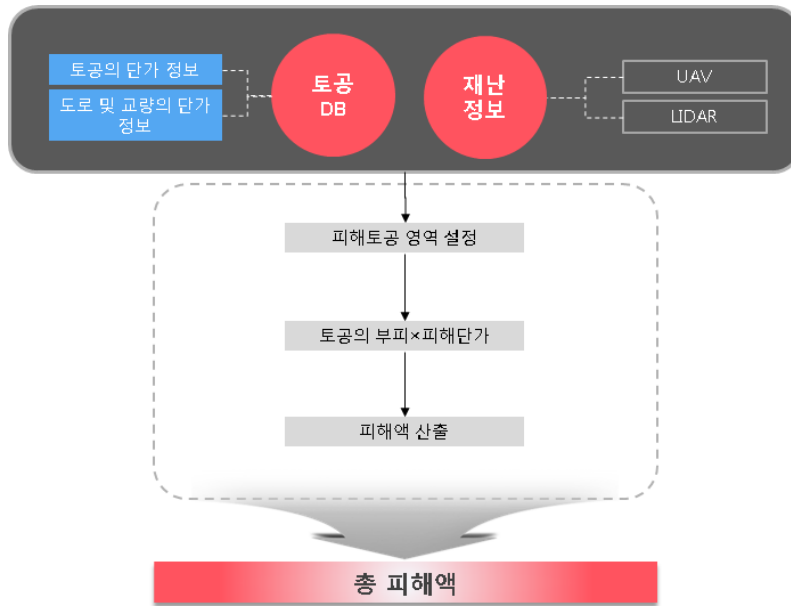 토공의 단가 정보
도로 및 교량의 단가
정보
토공
DB
재난
정보
UAV
LIDAR
피해토공 영역 설정
토공의 부피×피해단가
피해액 산출
총 피해액